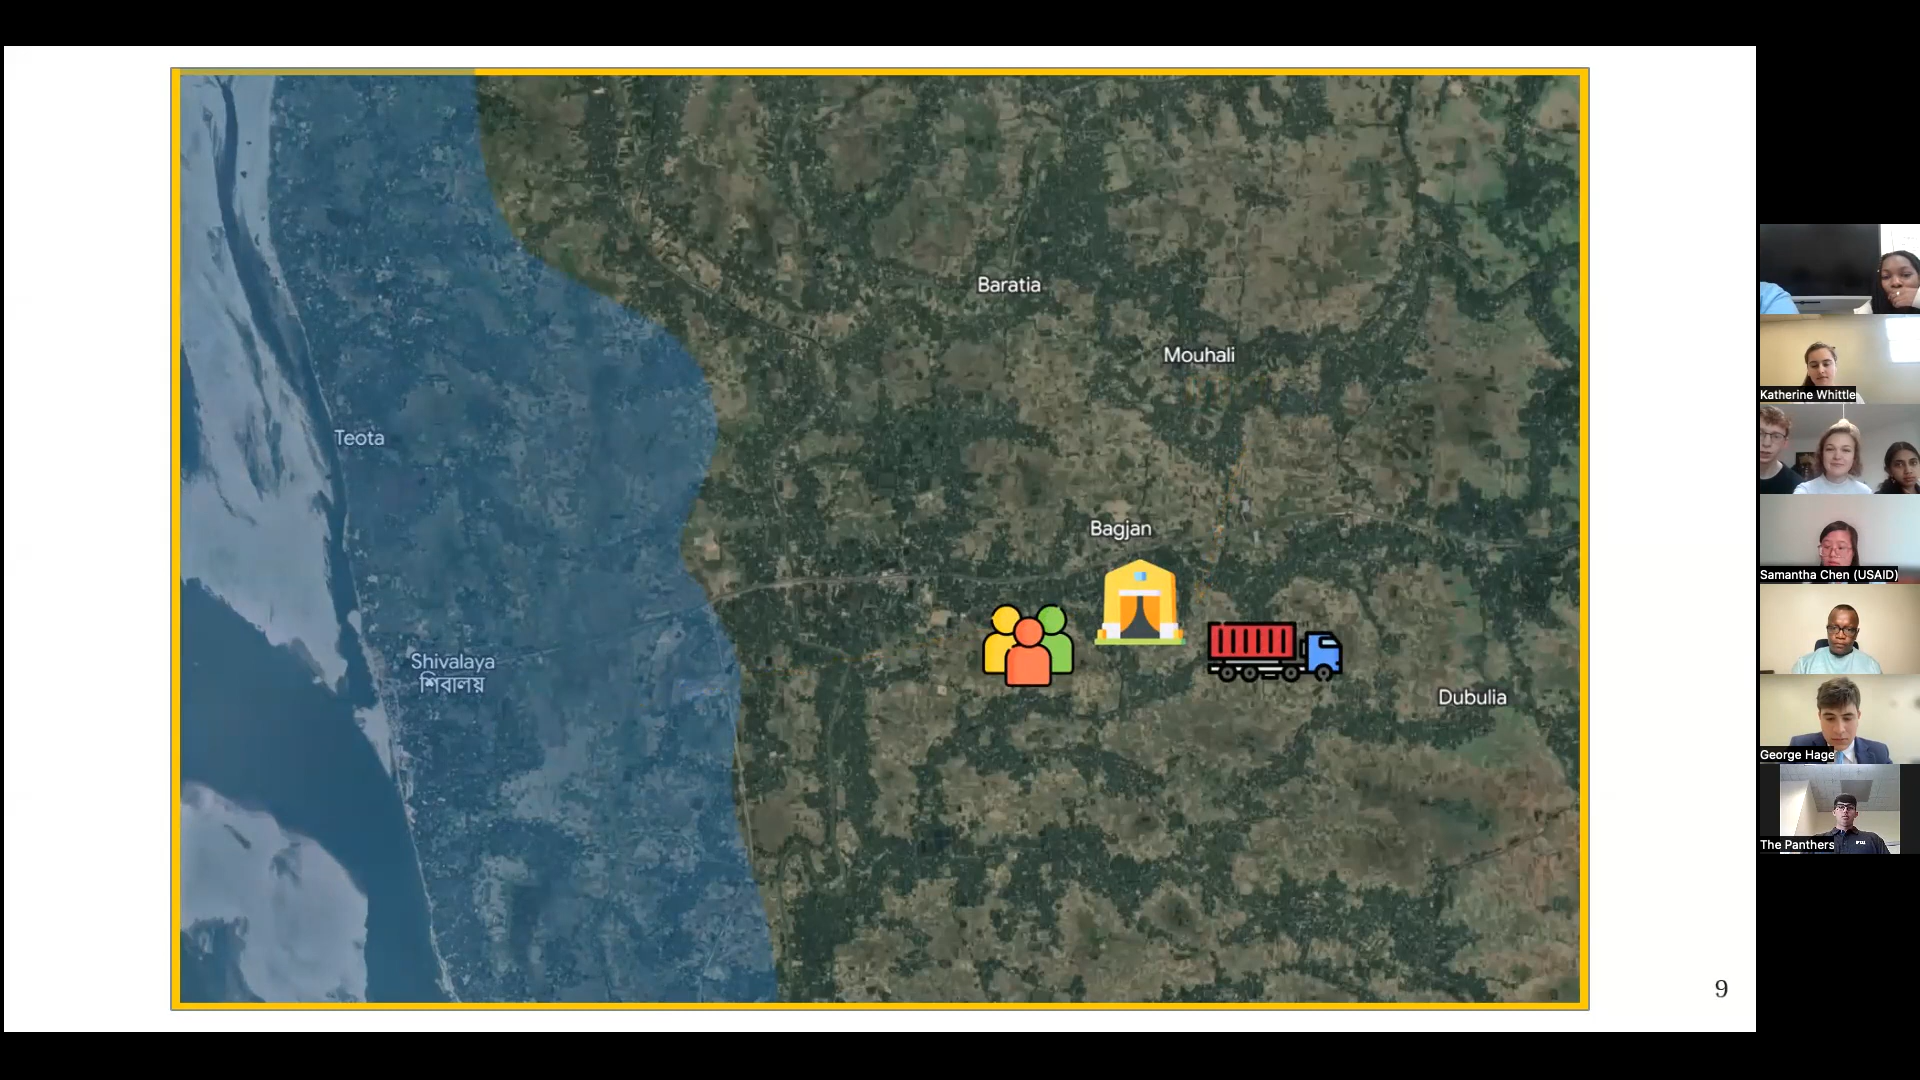 Baratia
Mouhali
Teota
Bagjan
Shivalaya
শিবালয়
Dubulia
9
Katherine Whittle
Samantha Chen (USAID)
George Hage
The Panthers